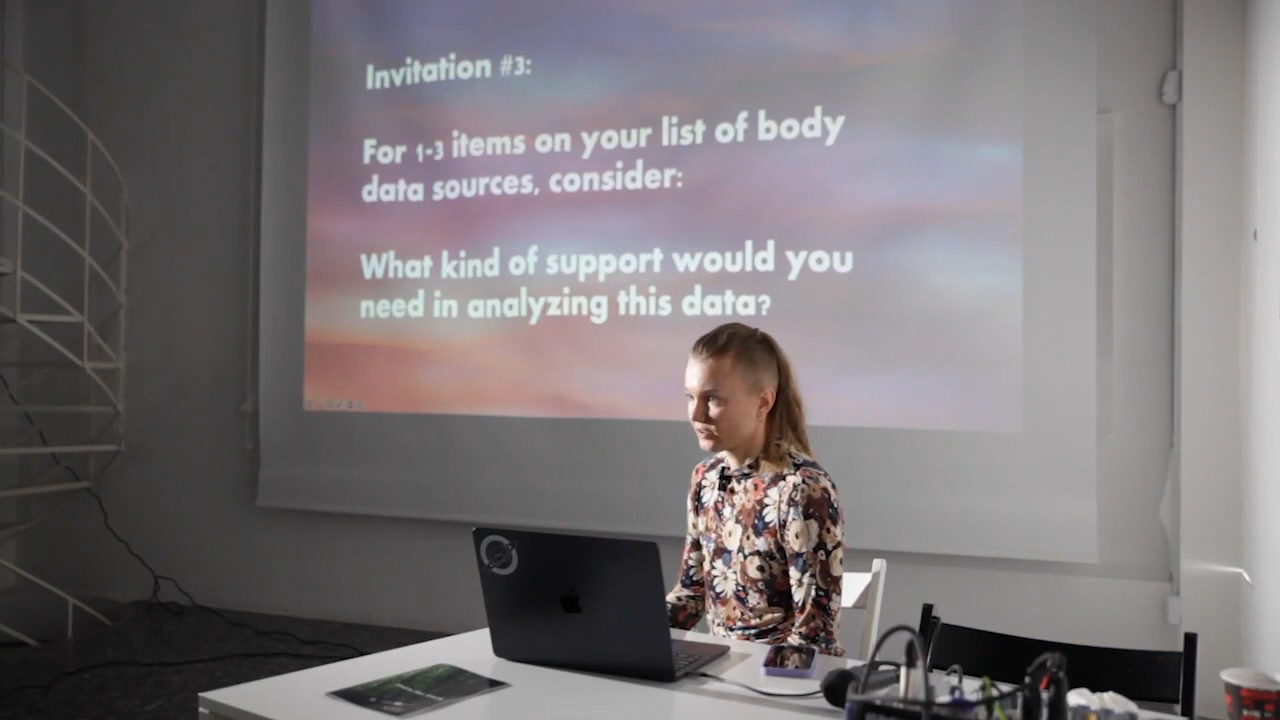 Invitation #3:
For 1-3 items on your list of body
data sources, consider:
What kind of support would you
need in analyzing this data?